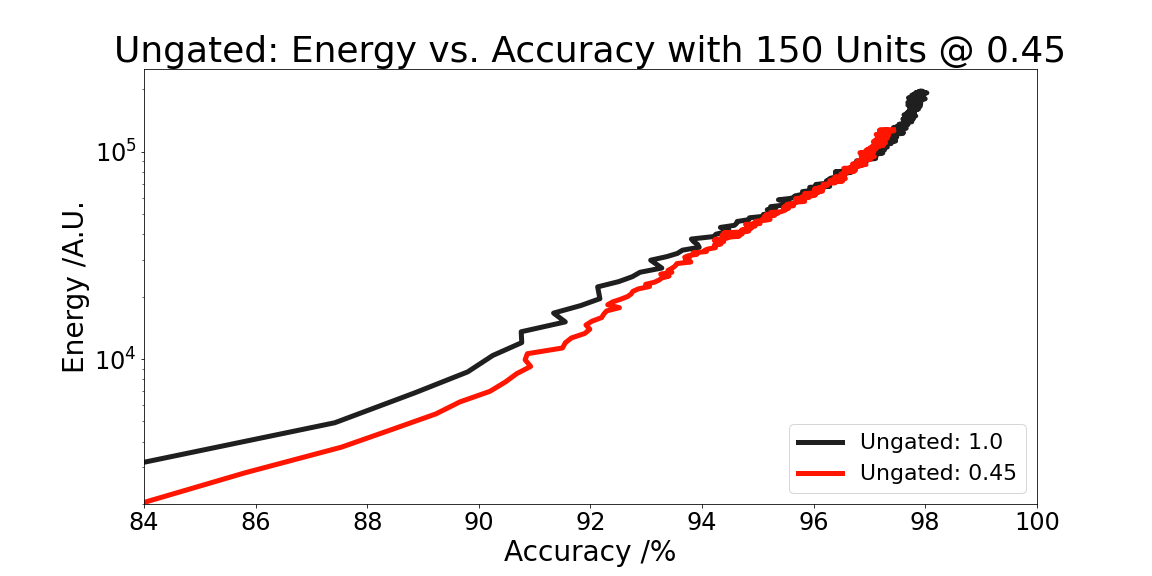 Ungated: Energy vs. Accuracy with 150 Units @ 0.45
Energy /A.U.
10^5
10^4
Ungated: 1.0
Ungated: 0.45
84 86 88 90 92 94 96 98 100
Accuracy /%